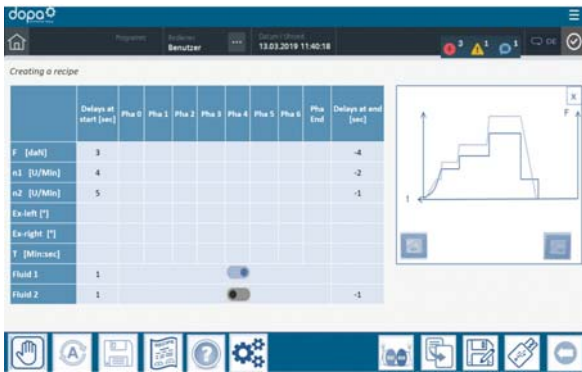 dopa
Programm:
Bediener:
Benutzer
...
Datum / Uhrzeit
13.03.2019 11:40:18
3
1
1
DE
Creating a recipe
Delays at start [sec] Pha 0 Pha 1 Pha 2 Pha 3 Pha 4 Pha 5 Pha 6 Pha End Delays at end [sec]
F [daN] 3 -4
n1 [U/Min] 4 -2
n2 [U/Min] 5 -1
Ex-left [°]
Ex-right [°]
T [Min:sec]
Fluid 1 1
Fluid 2 1 -1
x
F
t
A
?